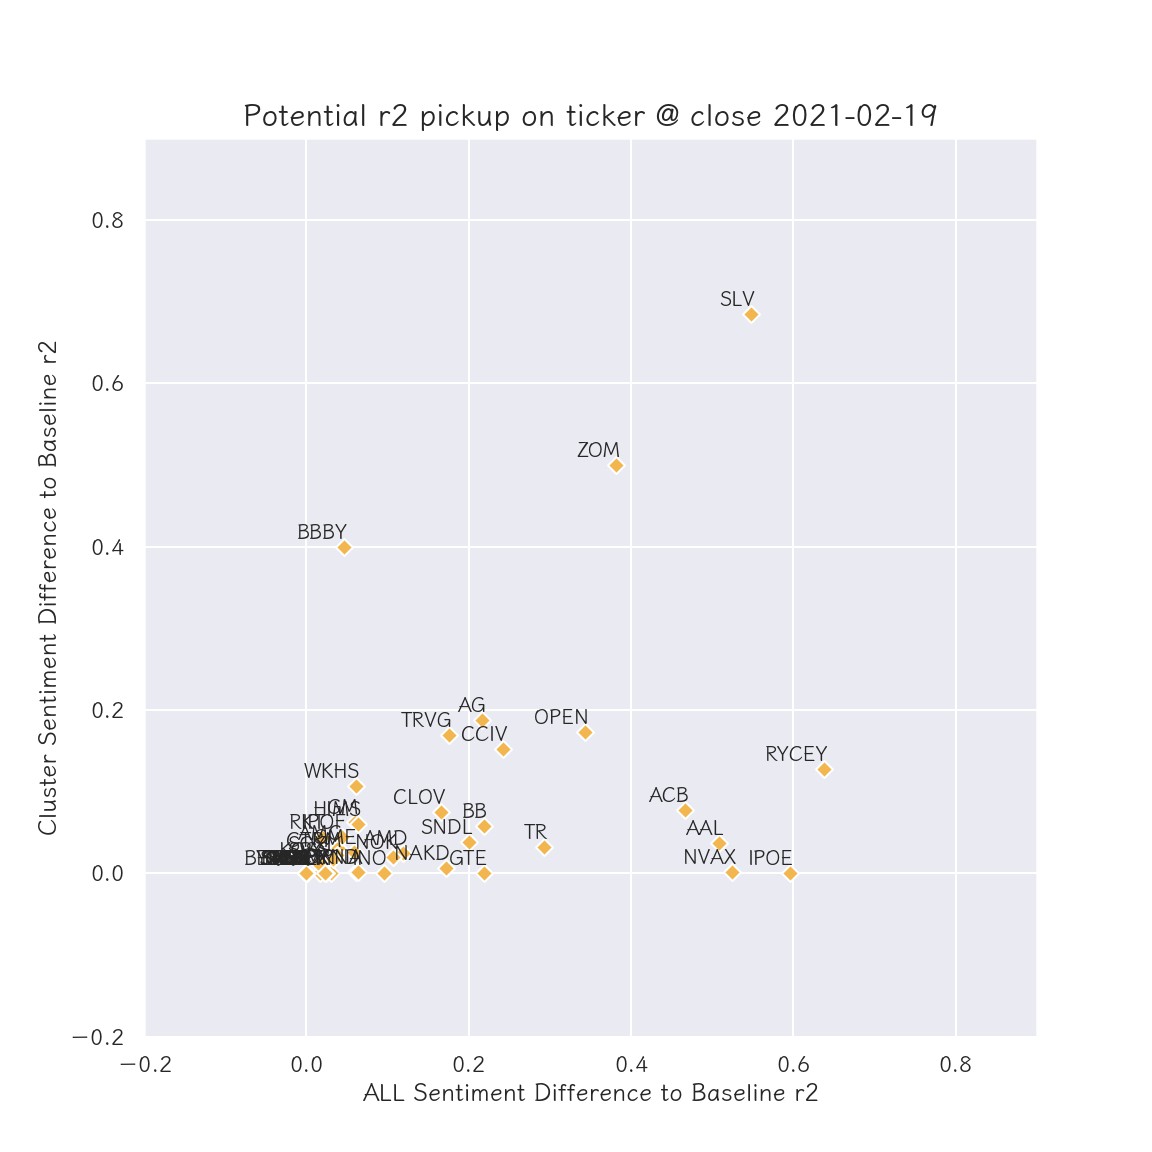 Potential r2 pickup on ticker @ close 2021-02-19
Cluster Sentiment Difference to Baseline r2
0.8
0.6
0.4
0.2
0.0
−0.2
SLV
ZOM
BBBY
AG
OPEN
TRVG
CCIV
RYCEY
WKHS
CLOV
ACB
BB
SNDL
AAL
TR
AMD
NOK
NAKD
GTE
NVAX
IPOE
−0.2
0.0
0.2
0.4
0.6
0.8
ALL Sentiment Difference to Baseline r2